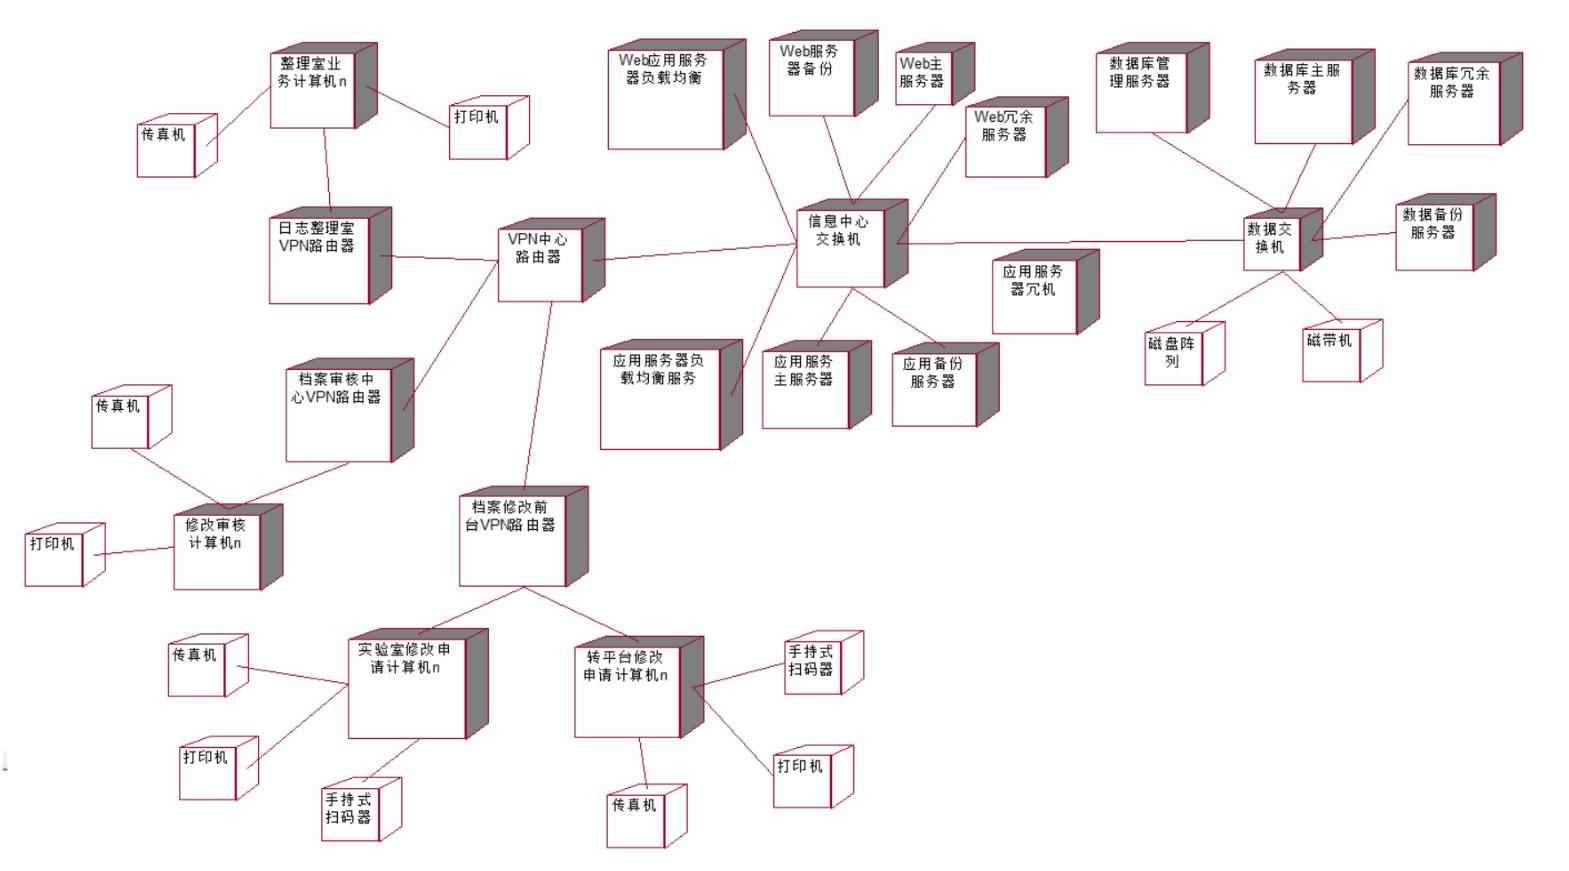 整理室业
务计算机n
传真机
打印机
Web应用服务
器负载均衡
Web服务
器备份
Web主
服务器
Web冗余
服务器
数据库管
理服务器
数据库主服
务器
数据库冗余
服务器
日志整理室
VPN路由器
VPN中心
路由器
信息中心
交换机
数据交
换机
数据备份
服务器
应用服务
器冗机
磁盘阵
列
磁带机
应用服务器负
载均衡服务
应用服务
主服务器
应用备份
服务器
档案审核中
心VPN路由器
传真机
修改审核
计算机n
打印机
档案修改前
台VPN路由器
实验室修改申
请计算机n
转平台修改
申请计算机n
传真机
打印机
手持式
扫码器
手持式
扫码器
打印机
传真机